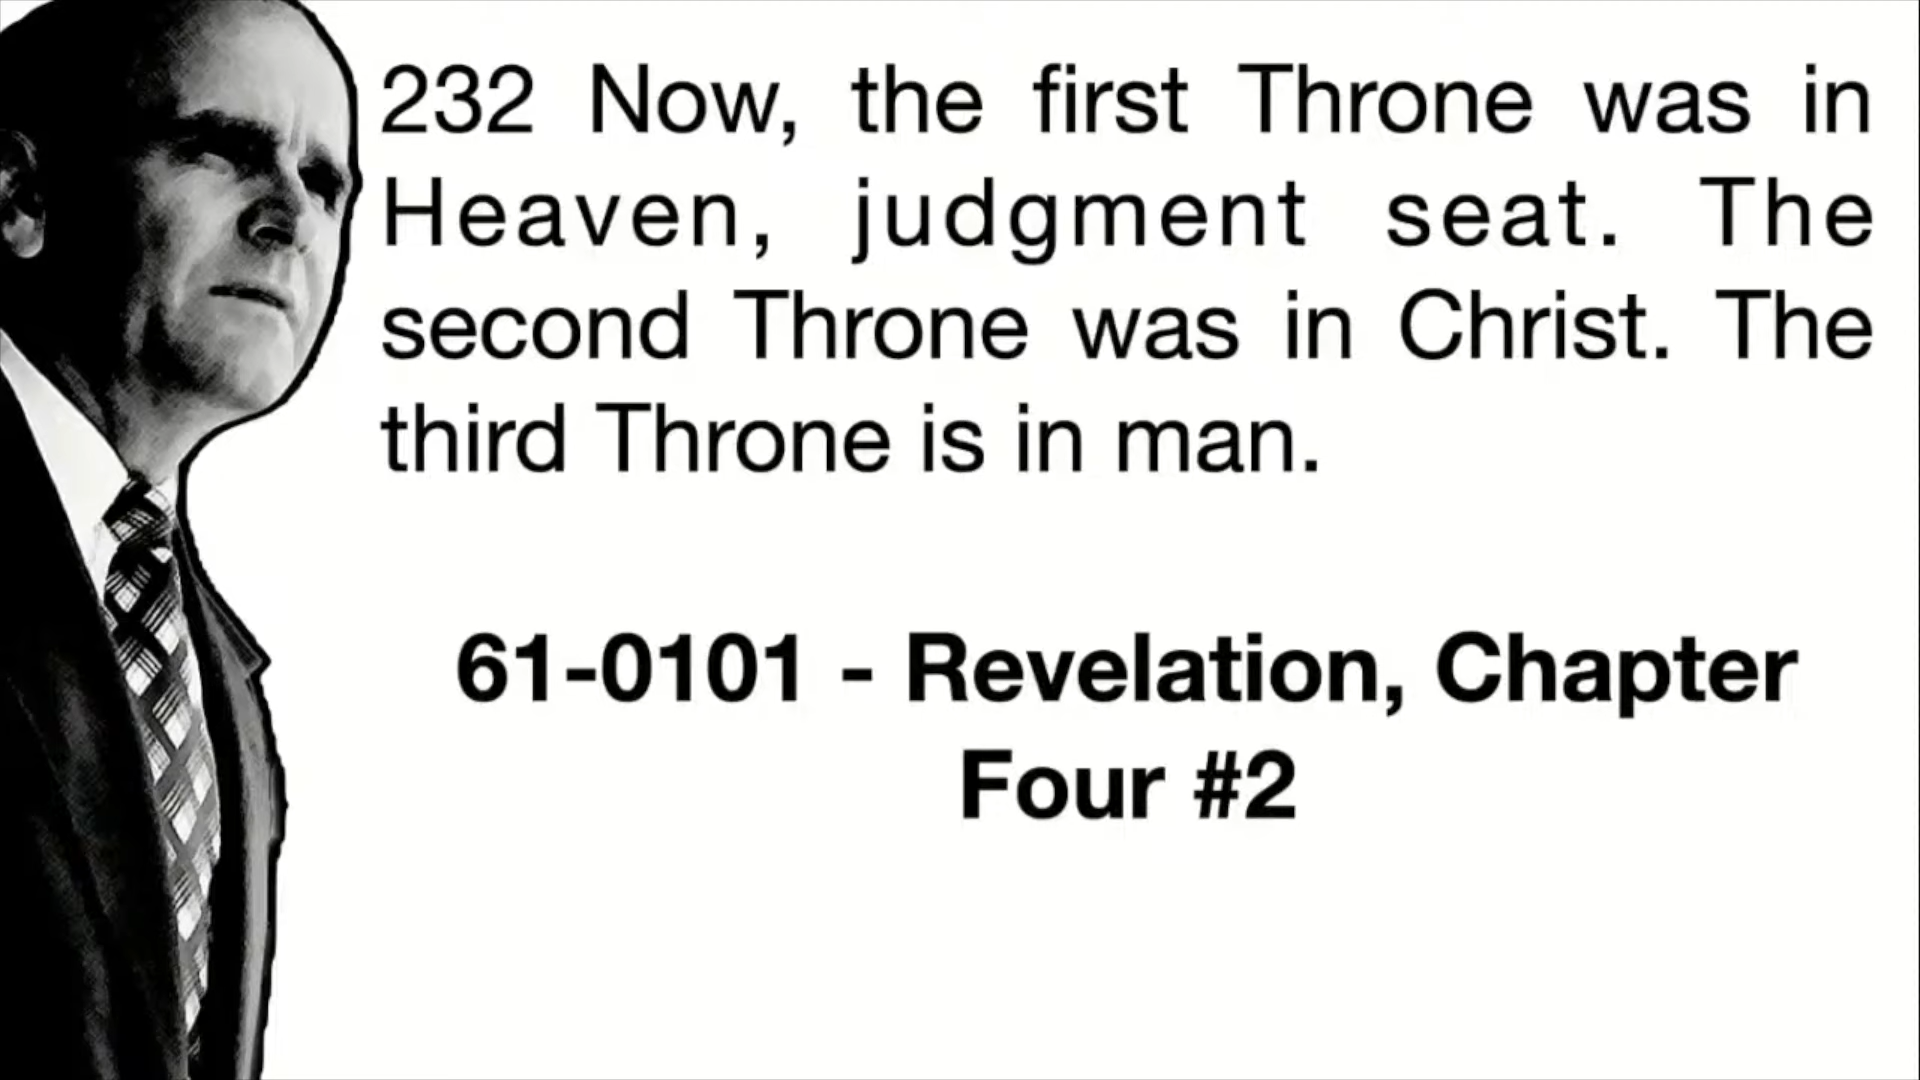 232 Now, the first Throne was in
Heaven, judgment seat. The
second Throne was in Christ. The
third Throne is in man.
61-0101 - Revelation, Chapter
Four #2